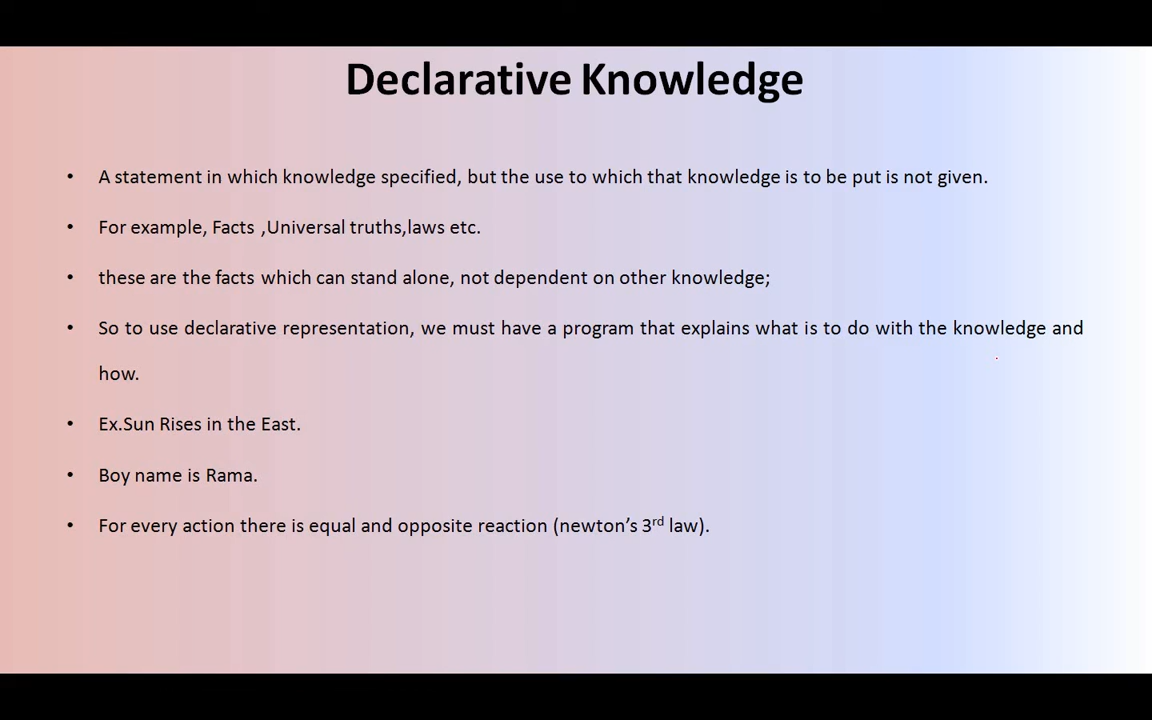 Declarative Knowledge
• A statement in which knowledge specified, but the use to which that knowledge is to be put is not given.
• For example, Facts ,Universal truths,laws etc.
• these are the facts which can stand alone, not dependent on other knowledge;
• So to use declarative representation, we must have a program that explains what is to do with the knowledge and
how.
• Ex.Sun Rises in the East.
• Boy name is Rama.
• For every action there is equal and opposite reaction (newton’s 3rd law).